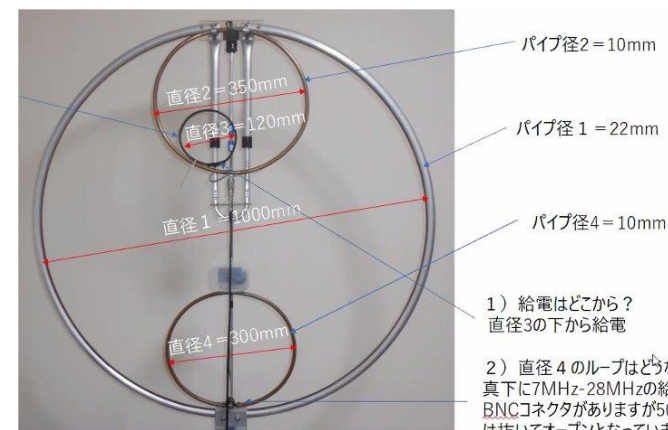 パイプ径2＝10mm
直径2＝350mm
直径3＝120mm
パイプ径１＝22mm
直径１＝1000mm
パイプ径4＝10mm
1）給電はどこから？
直径3の下から給電
直径4＝300mm
2）直径４のループはどう
真下に7MHz-28MHzの給
BNCコネクタがありますが5
は抜いてオープンとなってい